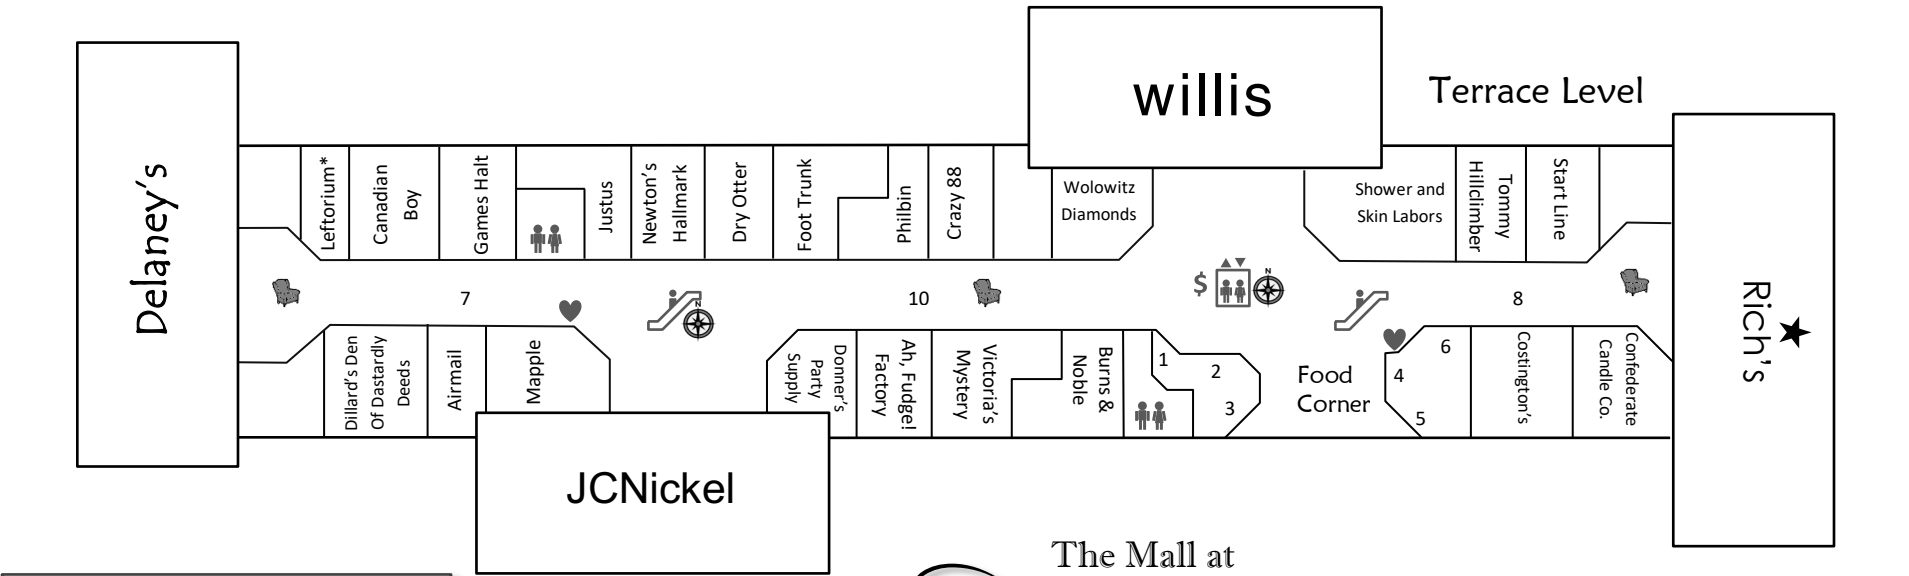 willis
Terrace Level
Delaney's
Leftorium*
Canadian
Boy
Games Halt
Justus
Newton's
Hallmark
Dry Otter
Foot Trunk
Philbin
Crazy 88
Wolowitz
Diamonds
Shower and
Skin Labors
Tommy
Hillclimber
Start Line
Rich's
7
N
10
$
N
8
Dillard's Den
Of Dastardly
Deeds
Airmail
Maple
Donner's
Party
Supply
Ah, Fudge!
Factory
Victoria's
Mystery
Burns &
Noble
1
2
3
Food
Corner
4
5
6
Costington's
Confederate
Candle Co.
JCNickel
The Mall at